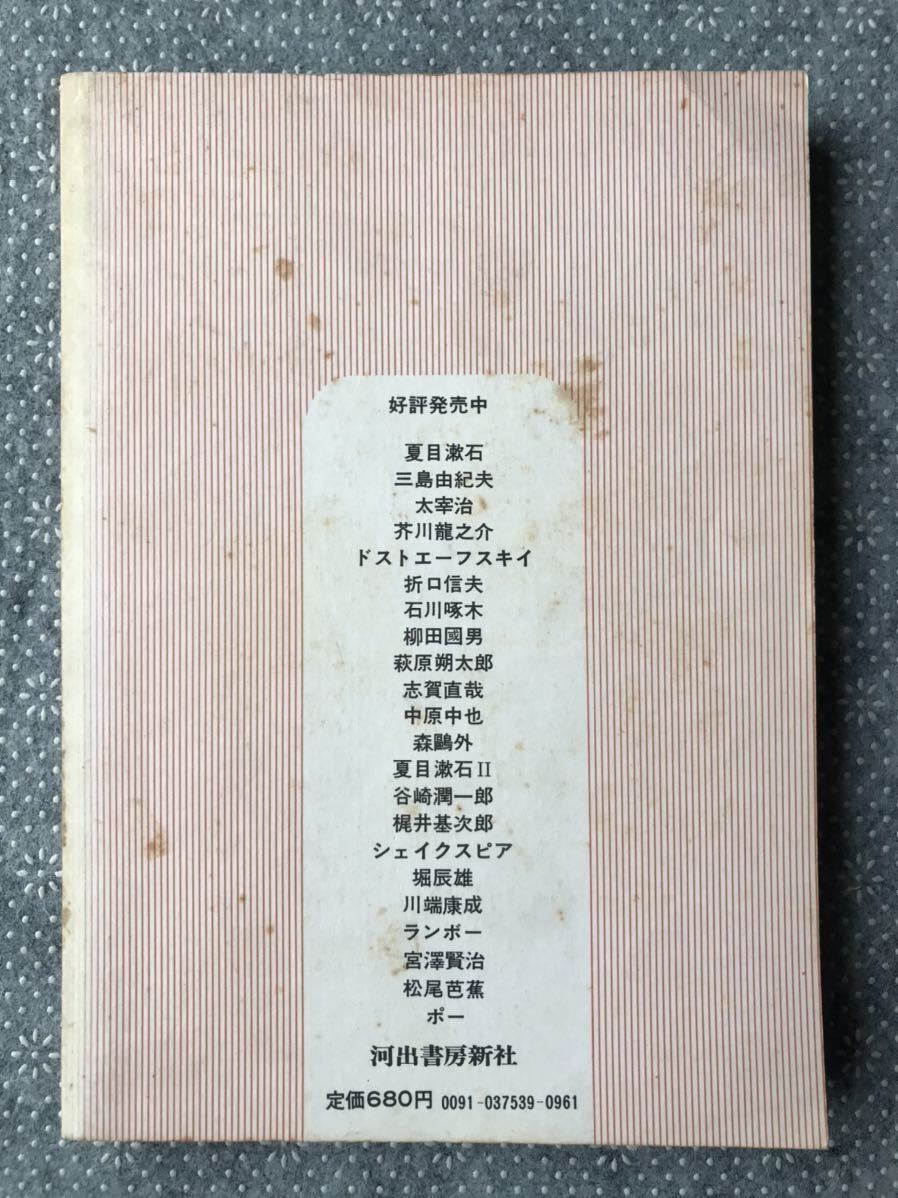 好評発売中
夏目漱石
三島由紀夫
太宰治
芥川龍之介
ドストエーフスキイ
折口信夫
石川啄木
柳田國男
萩原朔太郎
志賀直哉
中原中也
森鷗外
夏目漱石II
谷崎潤一郎
梶井基次郎
シェイクスピア
堀辰雄
川端康成
ランボー
宮澤賢治
松尾芭蕉
ポー
河出書房新社
定価680円 0091-037539-0961